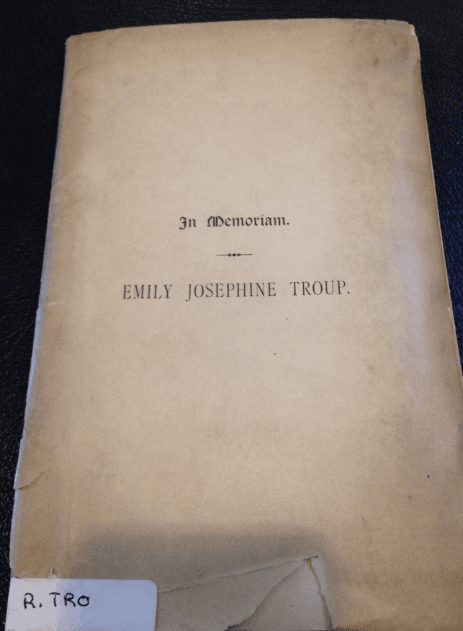 In Memoriam.
EMILY JOSEPHINE TROUP.
R. TRO